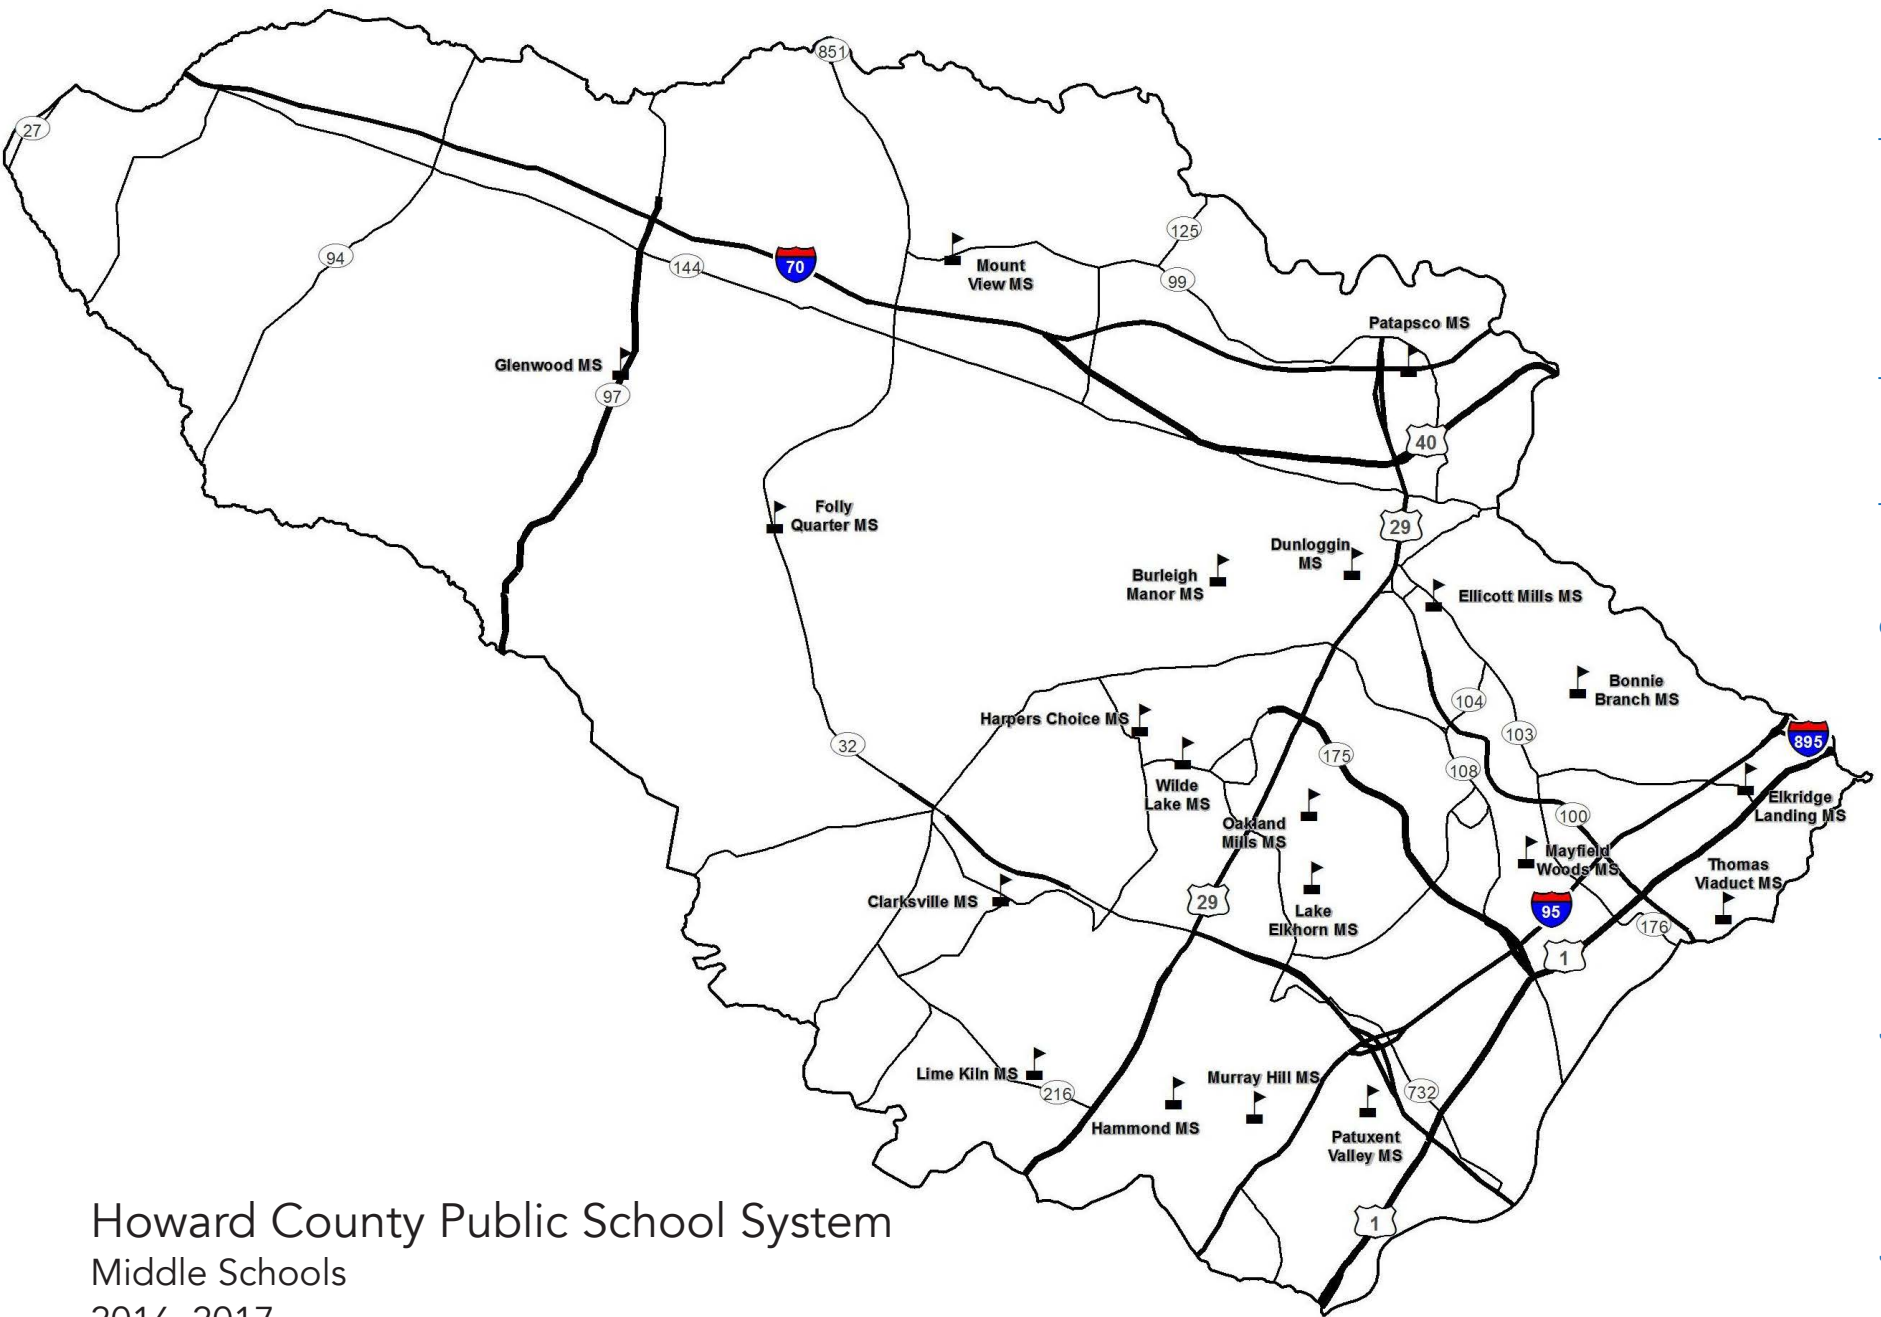 851
27
125
94
144
70
Mount
View MS
99
Patapsco MS
Glenwood MS
97
40
Folly
Quarter MS
29
Dunloggin
MS
Burleigh
Manor MS
Ellicott Mills MS
Bonnie
Branch MS
104
Harpers Choice MS
103
32
895
175
108
Wilde
Lake MS
Elkridge
Landing MS
100
Oakland
Mills MS
Mayfield
Woods MS
Thomas
Viaduct MS
Clarksville MS
29
95
Lake
Elkhorn MS
176
1
Lime Kiln MS
216
Murray Hill MS
732
Hammond MS
Patuxent
Valley MS
1
Howard County Public School System
Middle Schools
2016–2017